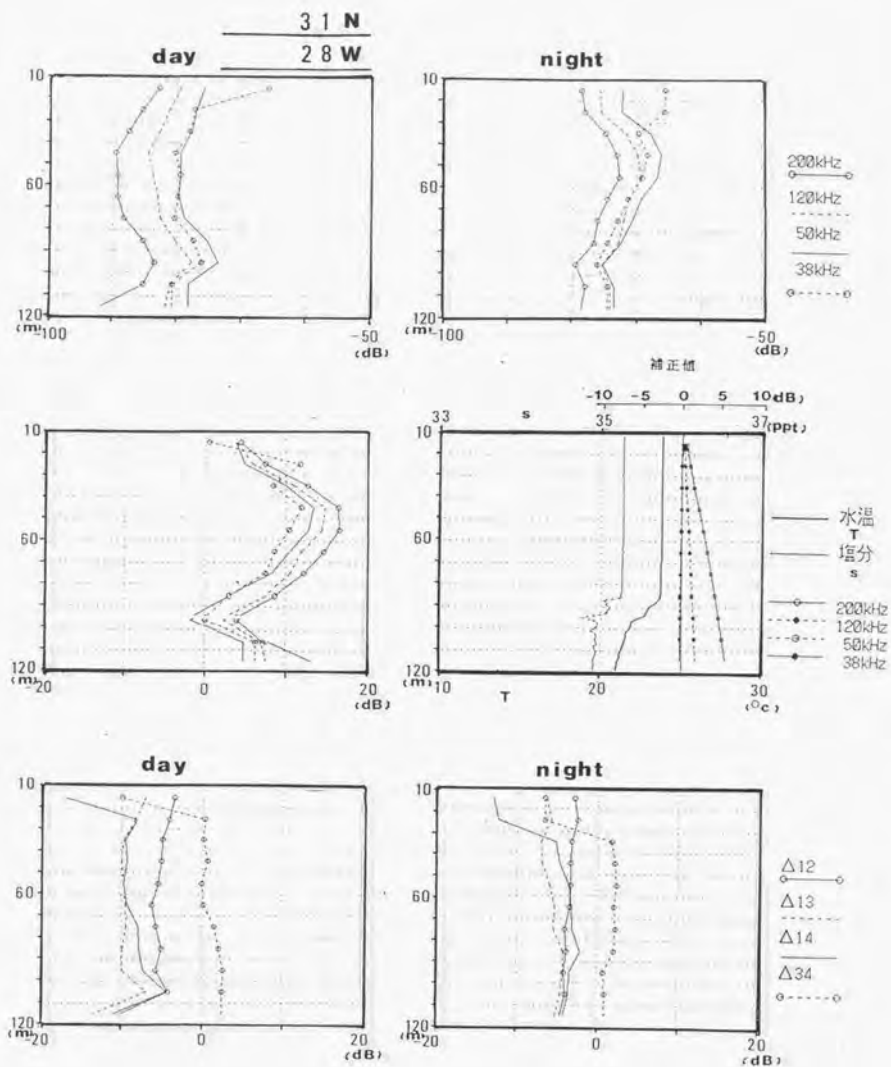 31 N
day 28 W night
10
60
120
(m) -100 -50
(dB)
10
60
120
(m) -100 -50
(dB)
200kHz
120kHz
50kHz
38kHz
補正値
-10 -5 0 5 10 (dB)
33 S 35 37 (ppt)
10
60
120
(m) -20 0 20
(dB)
10
60
120
(m) 10 T 20 30
(°c)
水温
T
塩分
s
200kHz
120kHz
50kHz
38kHz
day night
10
60
120
(m) -20 0 20
(dB)
10
60
120
(m) -20 0 20
(dB)
Δ12
Δ13
Δ14
Δ34